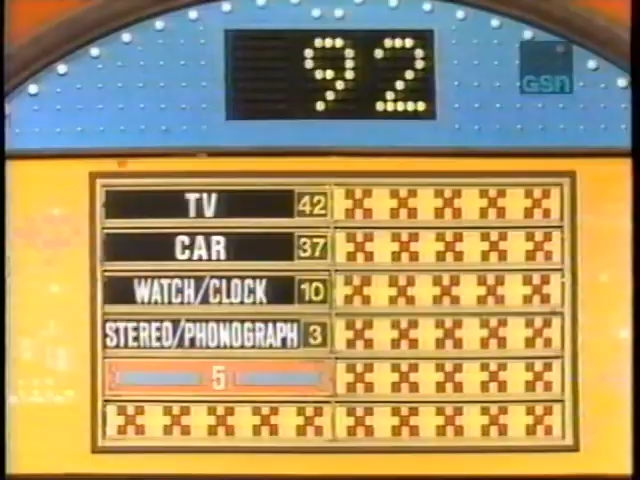 92
GSN
TV 42
CAR 37
WATCH/CLOCK 10
STEREO/PHONOGRAPH 3
5